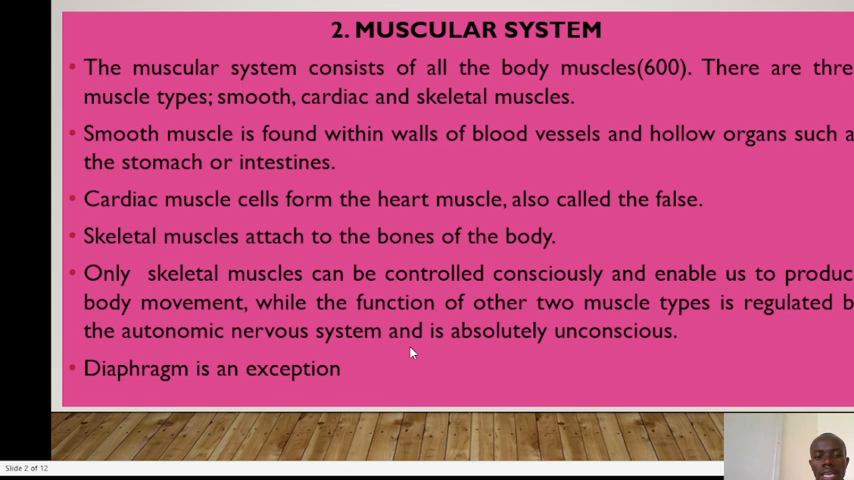 2. MUSCULAR SYSTEM
• The muscular system consists of all the body muscles(600). There are thre
muscle types; smooth, cardiac and skeletal muscles.
• Smooth muscle is found within walls of blood vessels and hollow organs such a
the stomach or intestines.
• Cardiac muscle cells form the heart muscle, also called the false.
• Skeletal muscles attach to the bones of the body.
• Only skeletal muscles can be controlled consciously and enable us to produc
body movement, while the function of other two muscle types is regulated b
the autonomic nervous system and is absolutely unconscious.
• Diaphragm is an exception
Slide 2 of 12